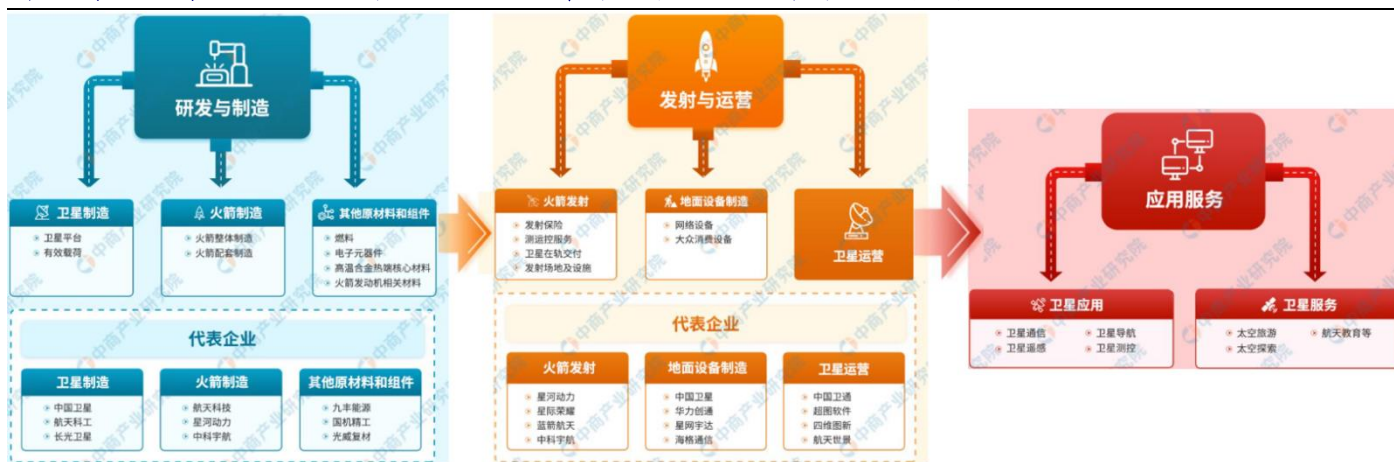 研发与制造
卫星制造
卫星平台
有效载荷
火箭制造
火箭整体制造
火箭配套制造
其他原材料和组件
燃料
电子元器件
高温合金热端核心材料
火箭发动机相关材料
代表企业
卫星制造
中国卫星
航天科工
长光卫星
火箭制造
航天科技
星河动力
中科宇航
其他原材料和组件
九丰能源
国机精工
光威复材
发射与运营
火箭发射
发射保险
测运控服务
卫星在轨交付
发射场地及设施
地面设备制造
网络设备
大众消费设备
卫星运营
代表企业
火箭发射
星河动力
星际荣耀
蓝箭航天
中科宇航
地面设备制造
中国卫星
华力创通
星网宇达
海格通信
卫星运营
中国卫通
超图软件
四维图新
航天世景
应用服务
卫星应用
卫星通信
卫星导航
卫星遥感
卫星测控
卫星服务
太空旅游
航天教育等
太空探索
中商产业研究院